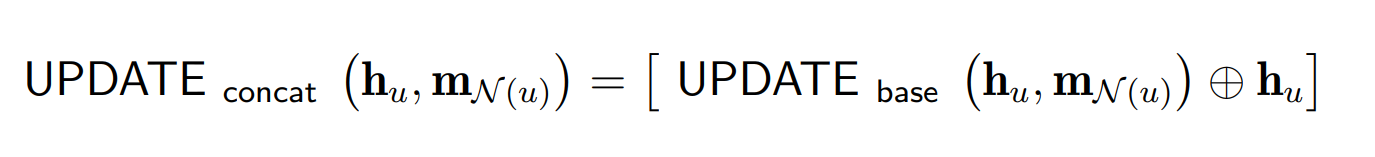 UPDATE concat (h_u, m_𝒩(u)) = [ UPDATE base (h_u, m_𝒩(u)) ⊕ h_u]